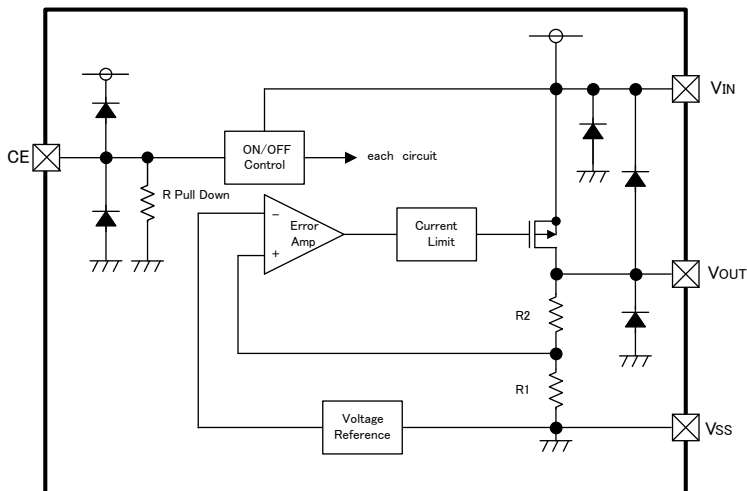 VIN
CE
ON/OFF
Control
each circuit
R Pull Down
−
Error
Amp
+
Current
Limit
VOUT
R2
R1
Voltage
Reference
VSS